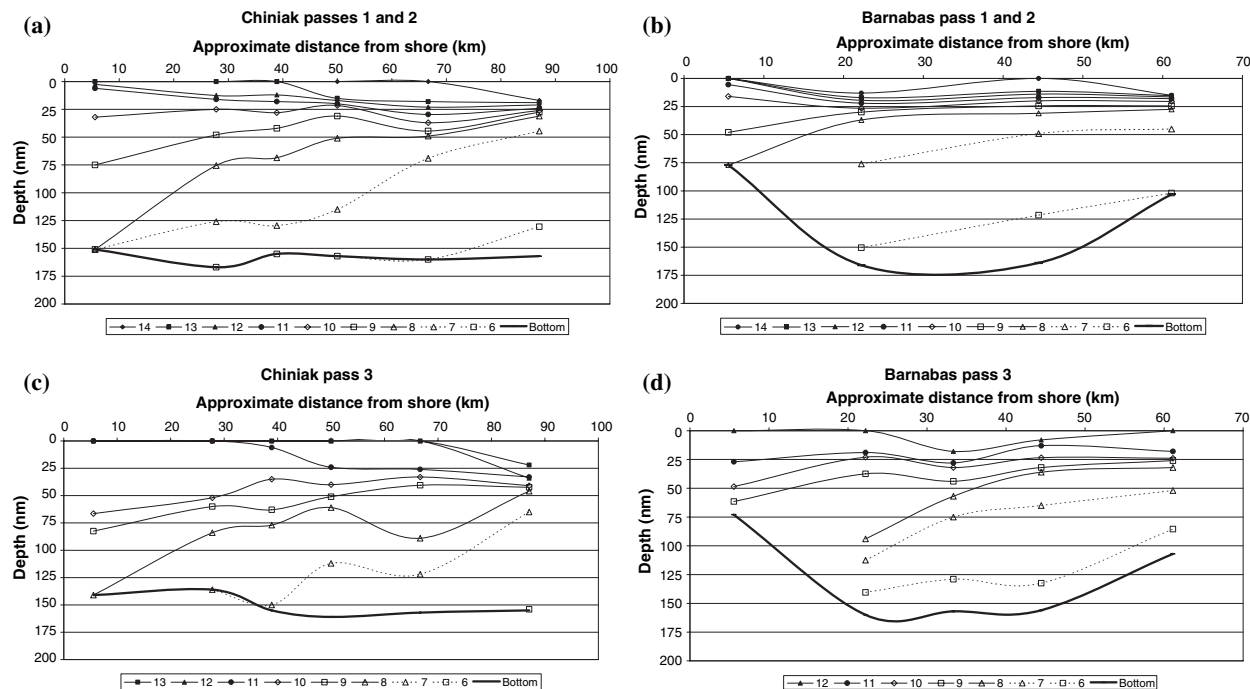 (a)
Chiniak passes 1 and 2
Approximate distance from shore (km)
0 10 20 30 40 50 60 70 80 90 100
0
25
50
75
100
125
150
175
200
Depth (nm)
14 13 12 11 10 9 8 7 6 Bottom
(b)
Barnabas pass 1 and 2
Approximate distance from shore (km)
0 10 20 30 40 50 60 70
0
25
50
75
100
125
150
175
200
Depth (nm)
14 13 12 11 10 9 8 7 6 Bottom
(c)
Chiniak pass 3
Approximate distance from shore (km)
0 10 20 30 40 50 60 70 80 90 100
0
25
50
75
100
125
150
175
200
Depth (nm)
13 12 11 10 9 8 7 6 Bottom
(d)
Barnabas pass 3
Approximate distance from shore (km)
0 10 20 30 40 50 60 70
0
25
50
75
100
125
150
175
200
Depth (nm)
12 11 10 9 8 7 6 Bottom